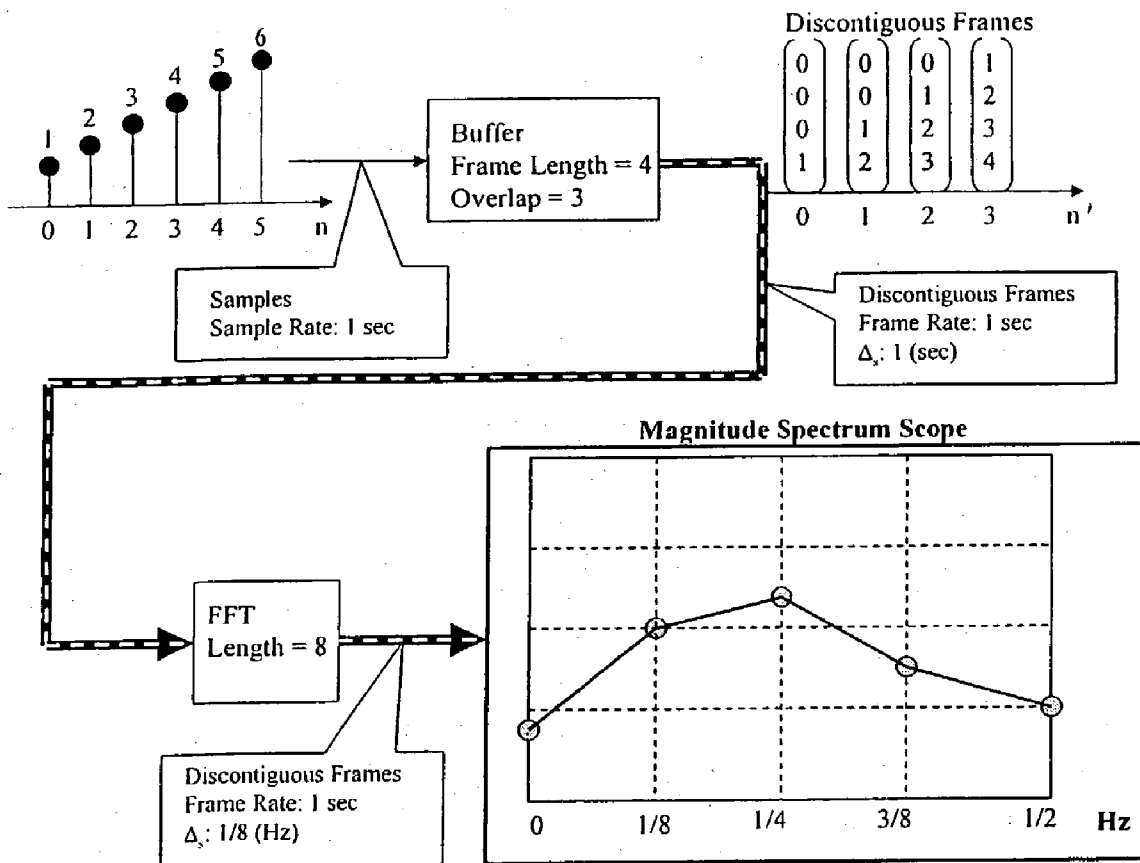 1
2
3
4
5
6
0 1 2 3 4 5 n
Buffer
Frame Length = 4
Overlap = 3
Discontiguous Frames
0 0 0 1
0 0 1 2
0 1 2 3
1 2 3 4
0 1 2 3 n'
Samples
Sample Rate: 1 sec
Discontiguous Frames
Frame Rate: 1 sec
Δs: 1 (sec)
Magnitude Spectrum Scope
FFT
Length = 8
Discontiguous Frames
Frame Rate: 1 sec
Δs: 1/8 (Hz)
0 1/8 1/4 3/8 1/2 Hz